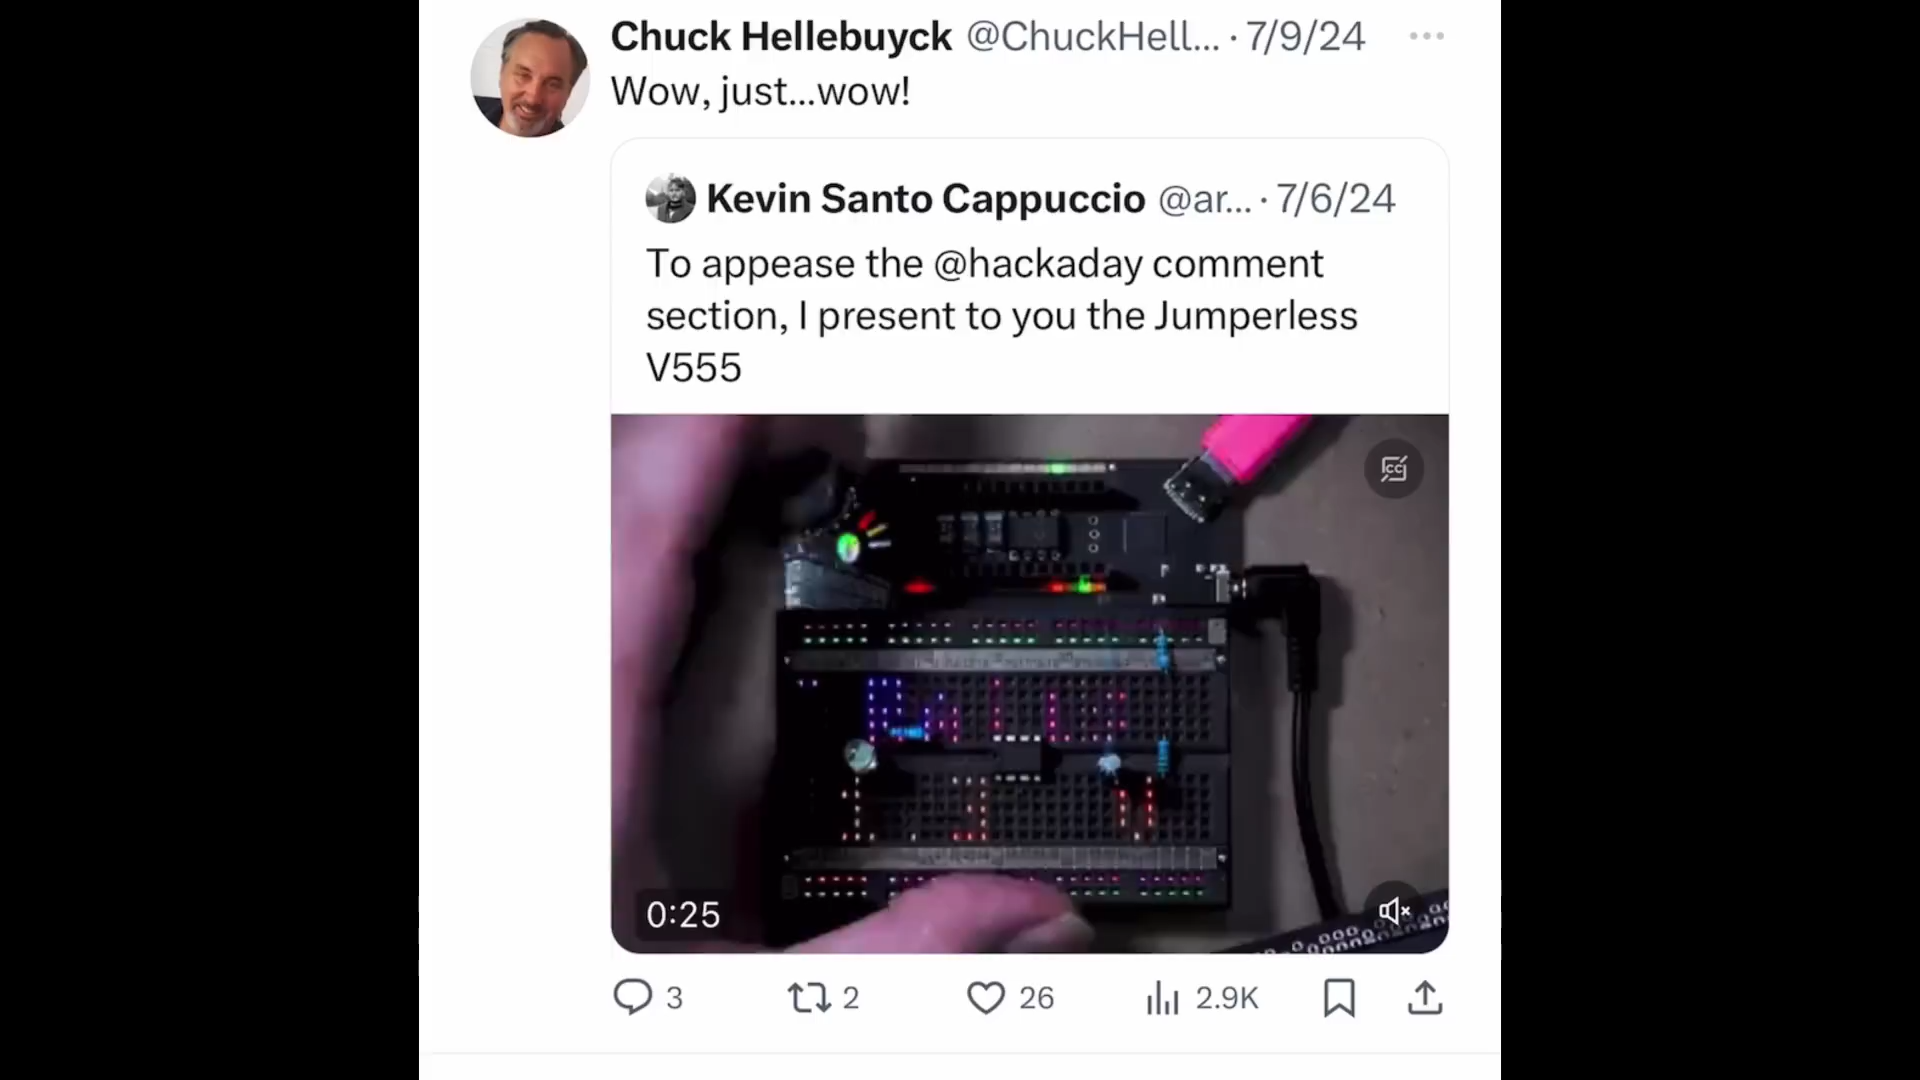 Chuck Hellebuyck @ChuckHell... · 7/9/24
Wow, just...wow!
Kevin Santo Cappuccio @ar... · 7/6/24
To appease the @hackaday comment
section, I present to you the Jumperless
V555
0:25
3 2 26 2.9K